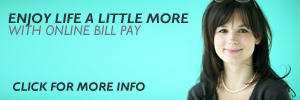 ENJOY LIFE A LITTLE MORE
WITH ONLINE BILL PAY
CLICK FOR MORE INFO